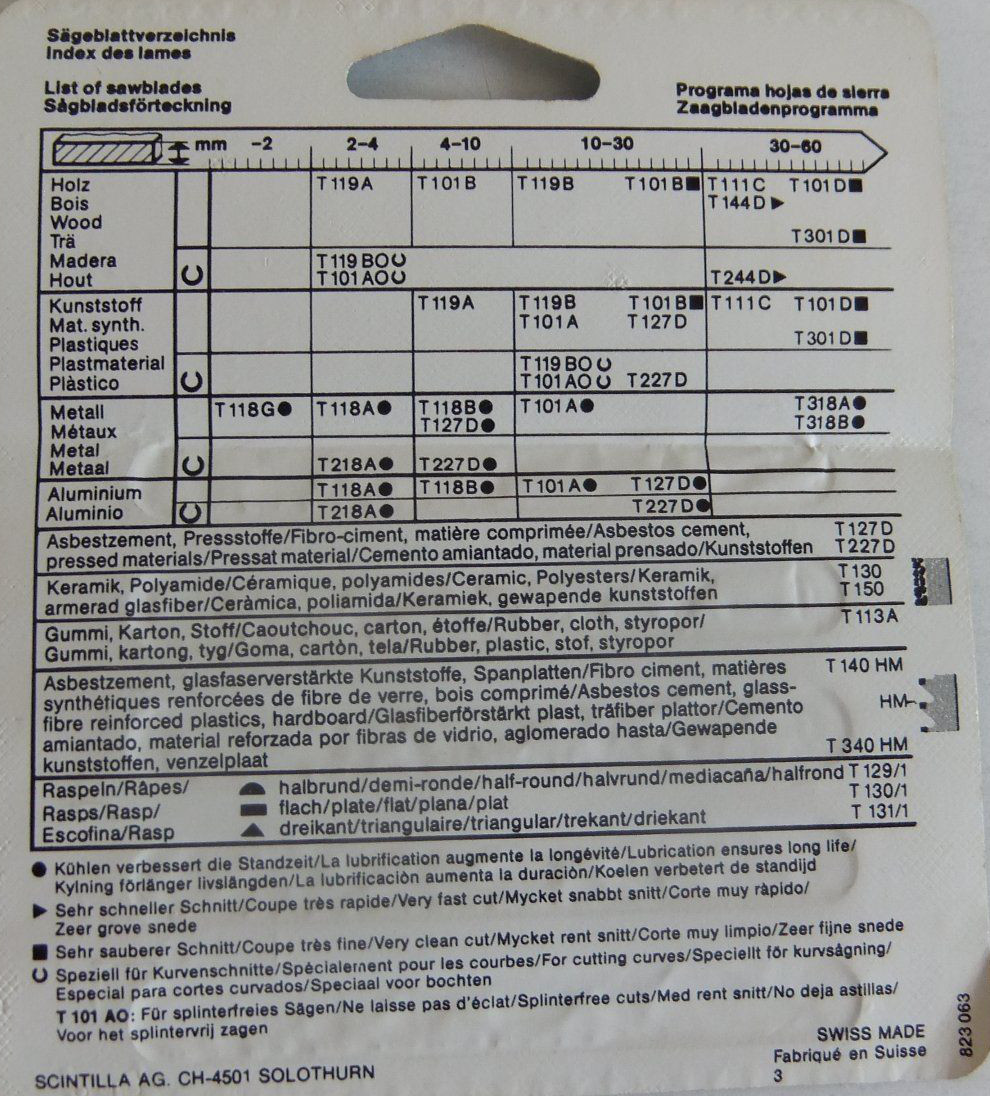 Sägeblattverzeichnis
Index des lames
List of sawblades
Sågbladsförteckning
Programa hojas de sierra
Zaagbladenprogramma
mm -2 2-4 4-10 10-30 30-60
Holz T119A T101B T119B T101B■ T111C T101D■
Bois T144D▶
Wood
Trä T301D■
Madera T119BO
Hout T101AO T244D▶
Kunststoff T119A T119B T101B■ T111C T101D■
Mat. synth. T101A T127D
Plastiques T301D■
Plastmaterial T119BO
Plàstico T101AO T227D
Metall T118G● T118A● T118B● T101A● T318A●
Métaux T127D● T318B●
Metal
Metaal T218A● T227D●
Aluminium T118A● T118B● T101A● T127D●
Aluminio T218A● T227D●
Asbestzement, Pressstoffe/Fibro-ciment, matière comprimée/Asbestos cement, T127D
pressed materials/Pressat material/Cemento amiantado, material prensado/Kunststoffen T227D
Keramik, Polyamide/Céramique, polyamides/Ceramic, Polyesters/Keramik, T130
armerad glasfiber/Ceràmica, poliamida/Keramiek, gewapende kunststoffen T150
Gummi, Karton, Stoff/Caoutchouc, carton, étoffe/Rubber, cloth, styropor/ T113A
Gummi, kartong, tyg/Goma, cartòn, tela/Rubber, plastic, stof, styropor
Asbestzement, glasfaserverstärkte Kunststoffe, Spanplatten/Fibro ciment, matières T140 HM
synthétiques renforcées de fibre de verre, bois comprimé/Asbestos cement, glass-
fibre reinforced plastics, hardboard/Glasfiberförstärkt plast, träfiber plattor/Cemento HM
amiantado, material reforzada por fibras de vidrio, aglomerado hasta/Gewapende
kunststoffen, venzelplaat T 340 HM
Raspeln/Râpes/ halbrund/demi-ronde/half-round/halvrund/mediacaña/halfrond T 129/1
Rasps/Rasp/ flach/plate/flat/plana/plat T 130/1
Escofina/Rasp ▲ dreikant/triangulaire/triangular/trekant/driekant T 131/1
● Kühlen verbessert die Standzeit/La lubrification augmente la longévité/Lubrication ensures long life/
Kylning förlänger livslängden/La lubrificaciòn aumenta la duraciòn/Koelen verbetert de standijd
▶ Sehr schneller Schnitt/Coupe très rapide/Very fast cut/Mycket snabbt snitt/Corte muy ràpido/
Zeer grove snede
■ Sehr sauberer Schnitt/Coupe très fine/Very clean cut/Mycket rent snitt/Corte muy limpio/Zeer fijne snede
Speziell für Kurvenschnitte/Spècialement pour les courbes/For cutting curves/Speciellt för kurvsågning/
Especial para cortes curvados/Speciaal voor bochten
T 101 AO: Für splinterfreies Sägen/Ne laisse pas d'éclat/Splinterfree cuts/Med rent snitt/No deja astillas/
Voor het splintervrij zagen
SWISS MADE
Fabriqué en Suisse
3
823 063
SCINTILLA AG. CH-4501 SOLOTHURN